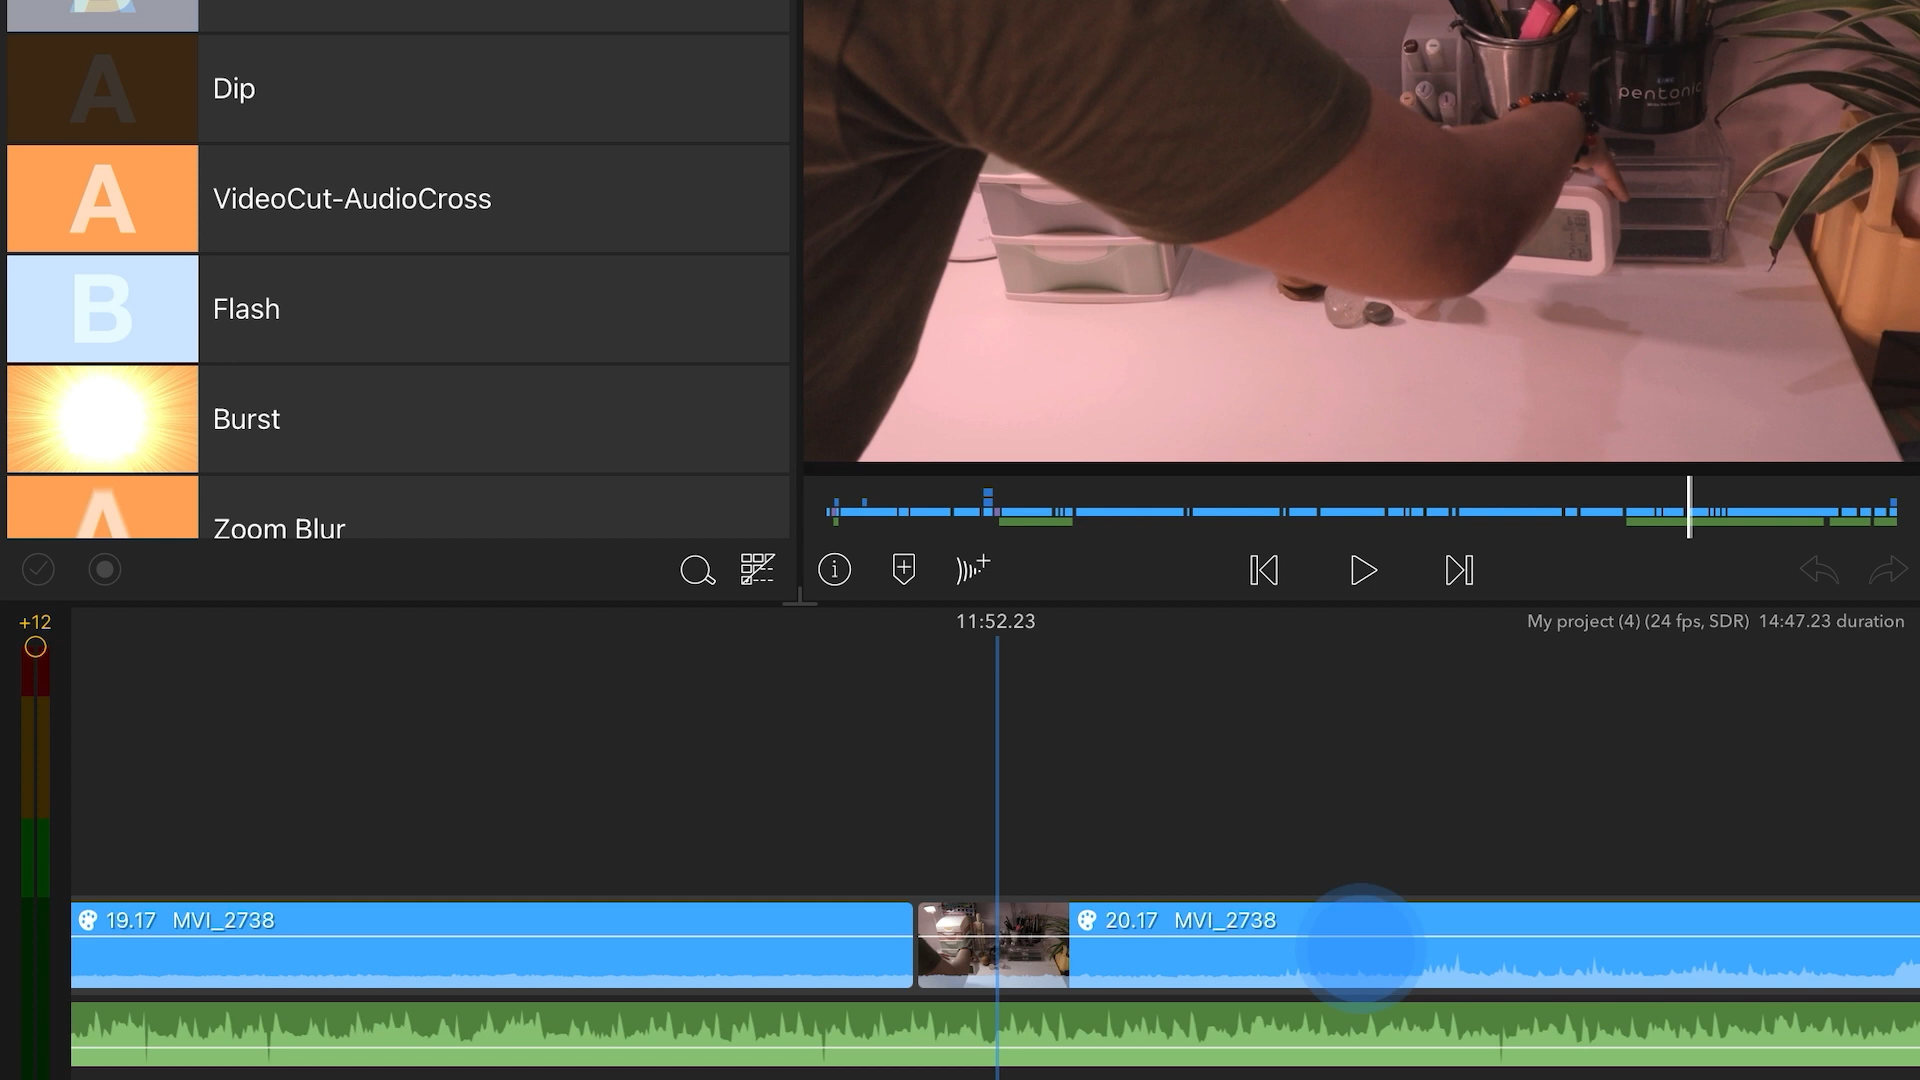 A
Dip
A
VideoCut-AudioCross
B
Flash
Burst
A
Zoom Blur
pentonic
+12
11:52.23
My project (4) (24 fps, SDR) 14:47.23 duration
19.17 MVI_2738
20.17 MVI_2738